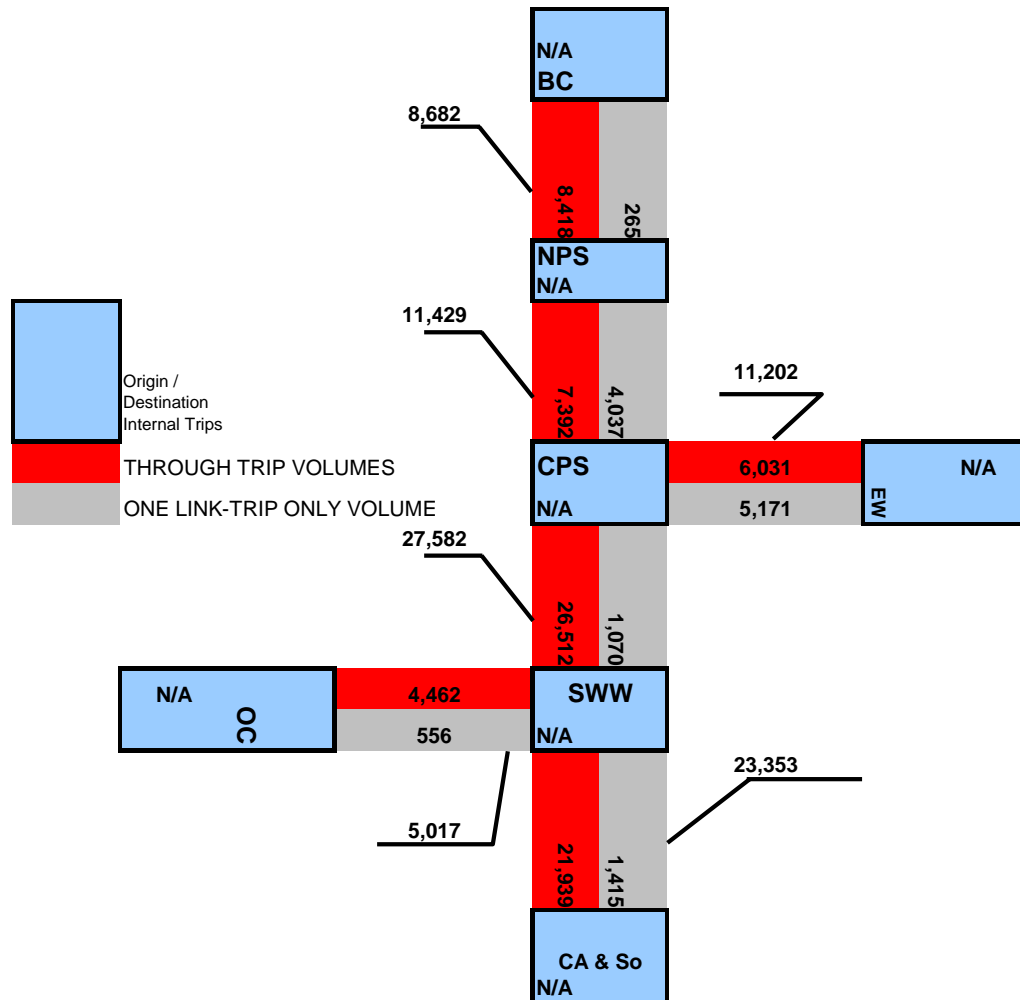 N/A
BC
8,682
8,418
265
NPS
N/A
11,429
7,392
4,037
11,202
Origin /
Destination
Internal Trips
THROUGH TRIP VOLUMES
ONE LINK-TRIP ONLY VOLUME
CPS
N/A
6,031
5,171
N/A
EW
27,582
26,512
1,070
N/A
OC
4,462
556
SWW
N/A
5,017
23,353
21,939
1,415
CA & So
N/A